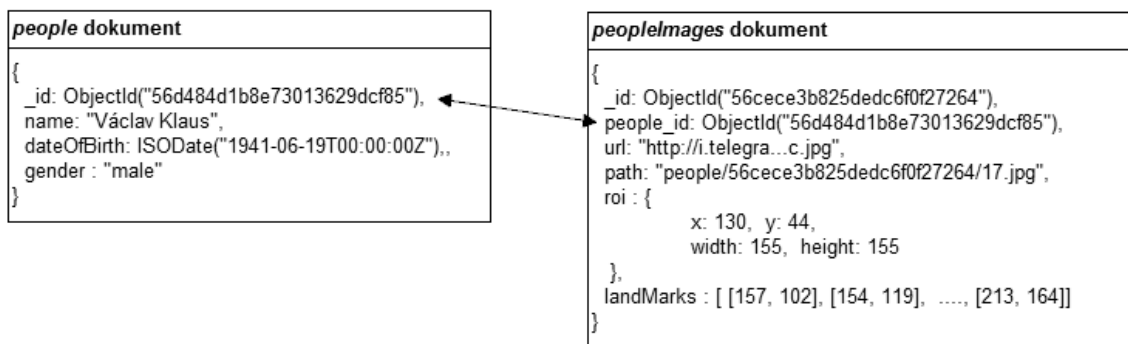 people dokument
{
_id: ObjectId("56d484d1b8e73013629dcf85"),
name: "Václav Klaus",
dateOfBirth: ISODate("1941-06-19T00:00:00Z"),,
gender : "male"
}
peopleImages dokument
{
_id: ObjectId("56cece3b825dedc6f0f27264"),
people_id: ObjectId("56d484d1b8e73013629dcf85"),
url: "http://i.telegra...c.jpg",
path: "people/56cece3b825dedc6f0f27264/17.jpg",
roi : {
x: 130, y: 44,
width: 155, height: 155
},
landMarks : [ [157, 102], [154, 119], ...., [213, 164]]
}